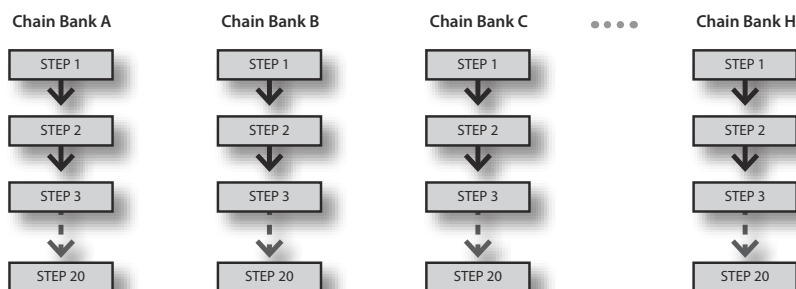 Chain Bank A Chain Bank B Chain Bank C Chain Bank H
STEP 1 STEP 1 STEP 1 STEP 1
STEP 2 STEP 2 STEP 2 STEP 2
STEP 3 STEP 3 STEP 3 STEP 3
STEP 20 STEP 20 STEP 20 STEP 20